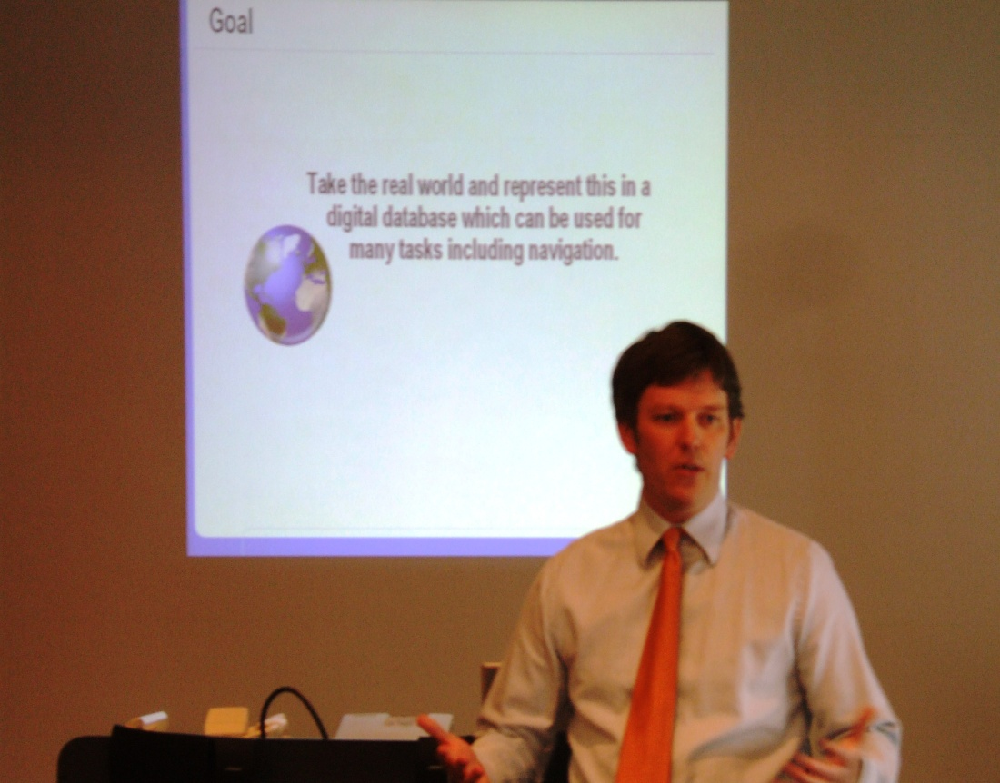 Goal
Take the real world and represent this in a
digital database which can be used for
many tasks including navigation.